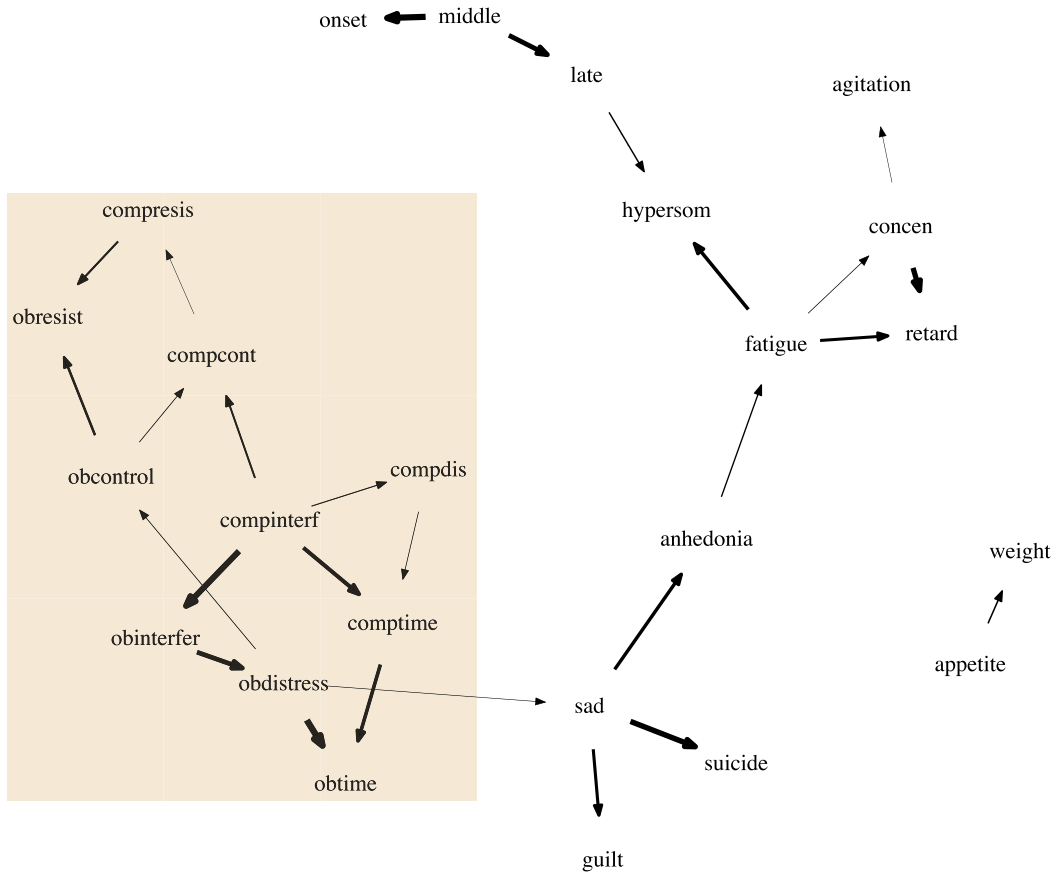 onset
middle
late
agitation
compresis
hypersom
concen
obresist
compcont
fatigue
retard
obcontrol
compdis
compinterf
anhedonia
weight
obinterfer
comptime
obdistress
appetite
sad
suicide
obtime
guilt